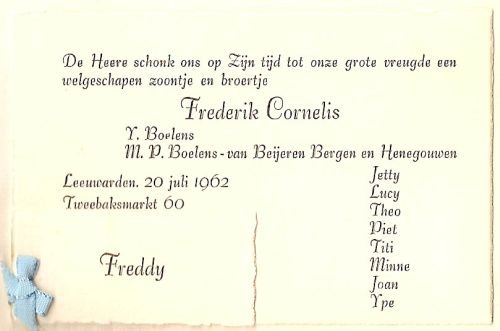 De Heere schonk ons op Zijn tijd tot onze grote vreugde een
welgeschapen zoontje en broertje
Frederik Cornelis
Y. Boelens
M. P. Boelens-van Beijeren Bergen en Henegouwen
Leeuwarden, 20 juli 1962
Tweebaksmarkt 60
Jetty
Lucy
Theo
Piet
Titi
Minne
Joan
Ype
Freddy